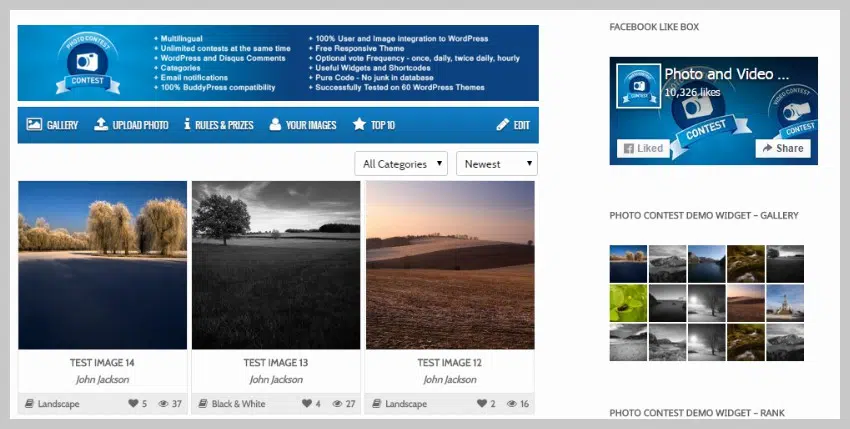 PHOTO CONTEST
CONTEST
+ Multilingual
+ Unlimited contests at the same time
+ WordPress and Disqus Comments
+ Categories
+ Email notifications
+ 100% BuddyPress compatibility
+ 100% User and Image integration to WordPress
+ Free Responsive Theme
+ Optional vote Frequency - once, daily, twice daily, hourly
+ Useful Widgets and Shortcodes
+ Pure Code - No junk in database
+ Successfully Tested on 60 WordPress Themes
GALLERY UPLOAD PHOTO RULES & PRIZES YOUR IMAGES TOP 10 EDIT
All Categories Newest
TEST IMAGE 14
John Jackson
Landscape 5 37
TEST IMAGE 13
John Jackson
Black & White 4 27
TEST IMAGE 12
John Jackson
Landscape 2 16
FACEBOOK LIKE BOX
Photo and Video ...
10,326 likes
CONTEST
VIDEO CONTEST
CONTEST
Liked Share
PHOTO CONTEST DEMO WIDGET – GALLERY
PHOTO CONTEST DEMO WIDGET – RANK